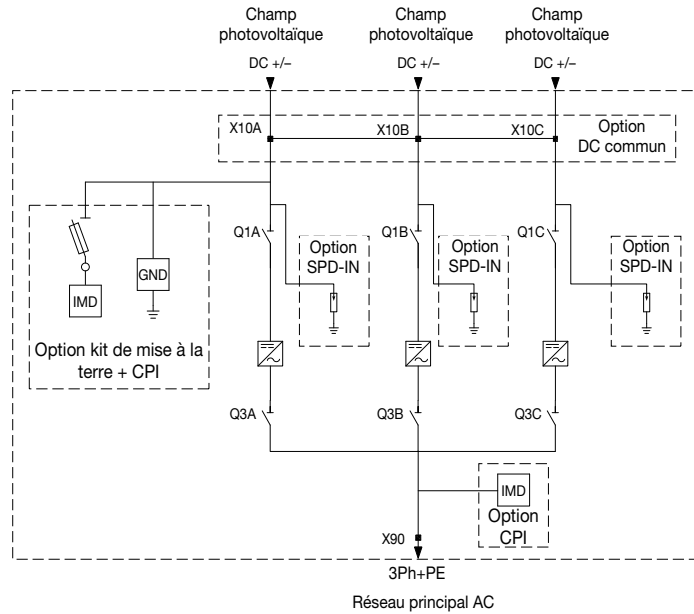 Champ
photovoltaïque
Champ
photovoltaïque
Champ
photovoltaïque
DC +/–
DC +/–
DC +/–
X10A
X10B
X10C
Option
DC commun
Q1A
Q1B
Q1C
Option
SPD-IN
Option
SPD-IN
Option
SPD-IN
IMD
GND
Option kit de mise à la
terre + CPI
Q3A
Q3B
Q3C
IMD
Option
CPI
X90
3Ph+PE
Réseau principal AC